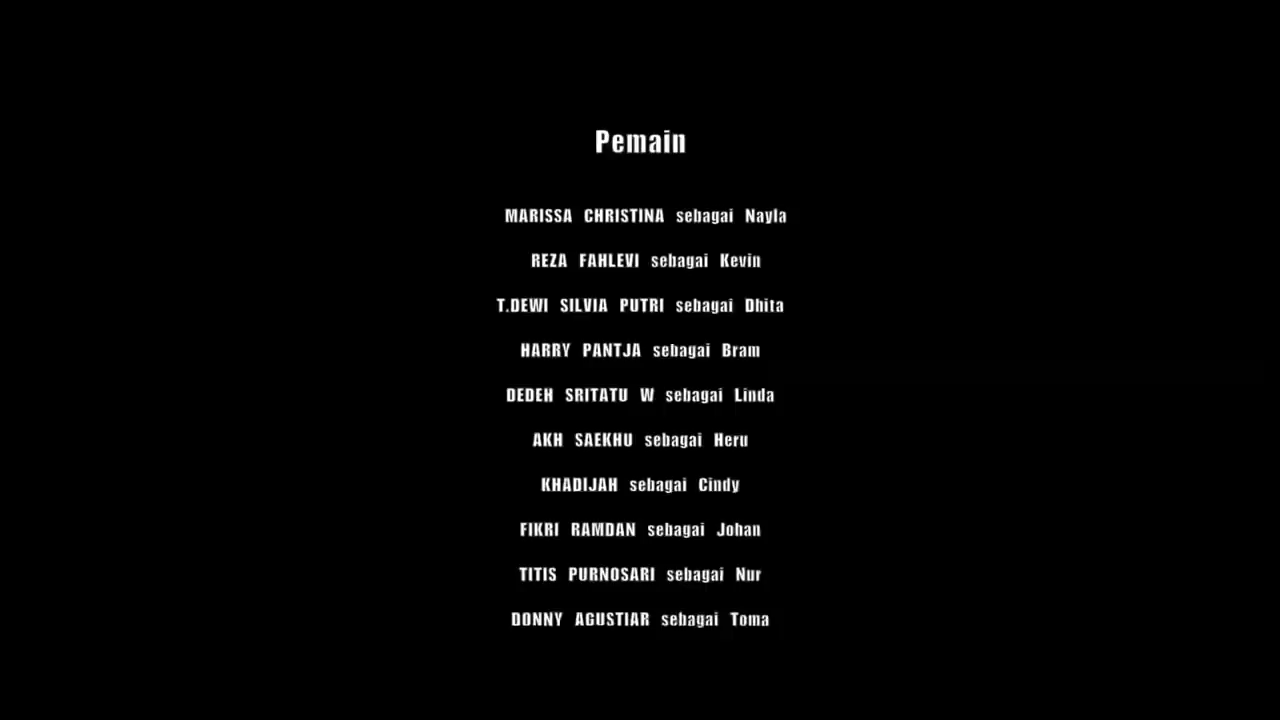 Pemain
MARISSA CHRISTINA sebagai Nayla
REZA FAHLEVI sebagai Kevin
T.DEWI SILVIA PUTRI sebagai Dhita
HARRY PANTJA sebagai Bram
DEDEH SRITATU W sebagai Linda
AKH SAEKHU sebagai Heru
KHADIJAH sebagai Cindy
FIKRI RAMDAN sebagai Johan
TITIS PURNOSARI sebagai Nur
DONNY AGUSTIAR sebagai Toma